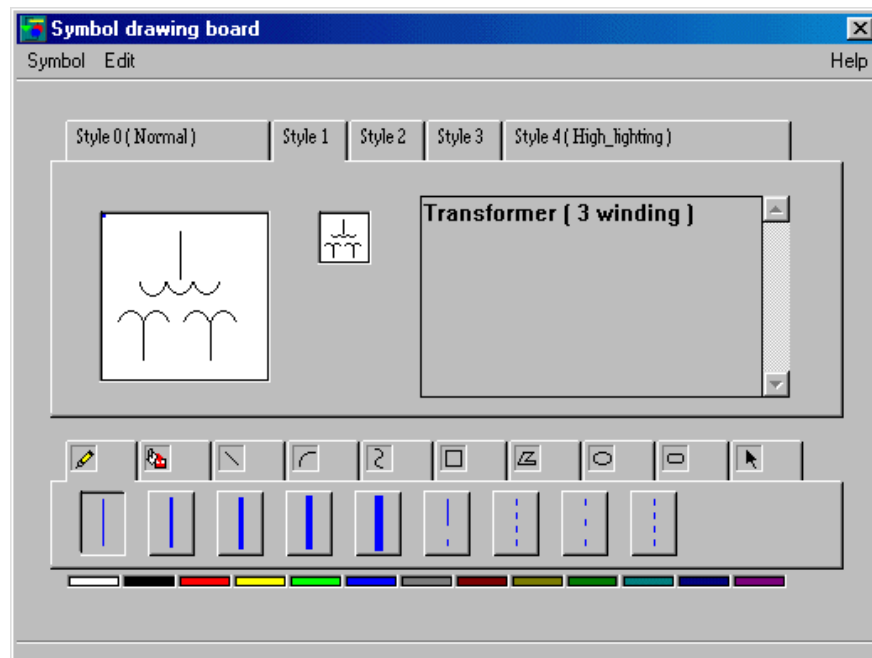 Symbol drawing board
Symbol Edit Help
Style 0 ( Normal ) Style 1 Style 2 Style 3 Style 4 ( High_lighting )
Transformer ( 3 winding )